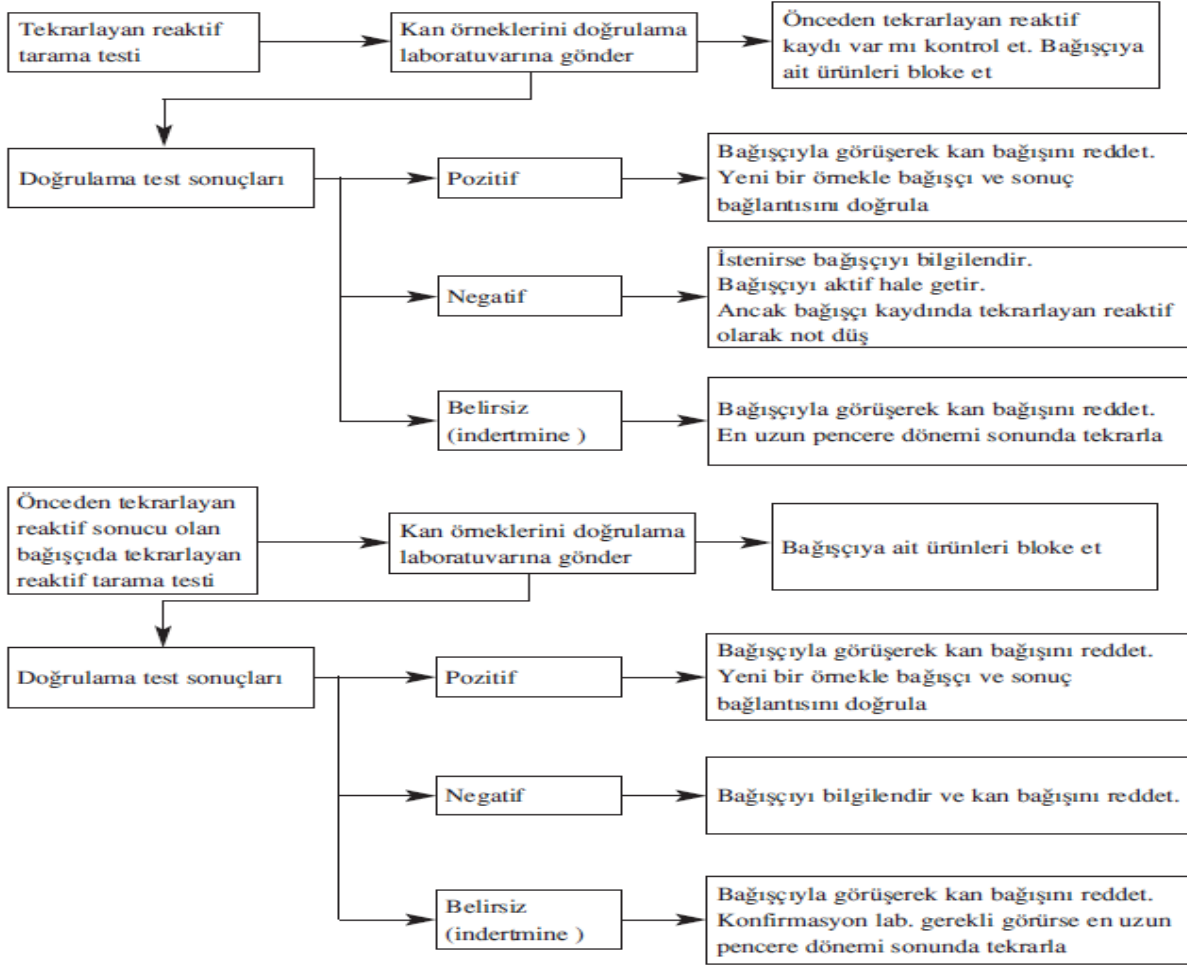 Tekrarlayan reaktif
tarama testi
Kan örneklerini doğrulama
laboratuvarına gönder
Önceden tekrarlayan reaktif
kaydı var mı kontrol et. Bağışçıya
ait ürünleri bloke et
Doğrulama test sonuçları
Pozitif
Bağışçıyla görüşerek kan bağışını reddet.
Yeni bir örnekle bağışçı ve sonuç
bağlantısını doğrula
Negatif
İstenirse bağışçıyı bilgilendir.
Bağışçıyı aktif hale getir.
Ancak bağışçı kaydında tekrarlayan reaktif
olarak not düş
Belirsiz
(indertmine )
Bağışçıyla görüşerek kan bağışını reddet.
En uzun pencere dönemi sonunda tekrarla
Önceden tekrarlayan
reaktif sonucu olan
bağışçıda tekrarlayan
reaktif tarama testi
Kan örneklerini doğrulama
laboratuvarına gönder
Bağışçıya ait ürünleri bloke et
Doğrulama test sonuçları
Pozitif
Bağışçıyla görüşerek kan bağışını reddet.
Yeni bir örnekle bağışçı ve sonuç
bağlantısını doğrula
Negatif
Bağışçıyı bilgilendir ve kan bağışını reddet.
Belirsiz
(indertmine )
Bağışçıyla görüşerek kan bağışını reddet.
Konfirmasyon lab. gerekli görürse en uzun
pencere dönemi sonunda tekrarla